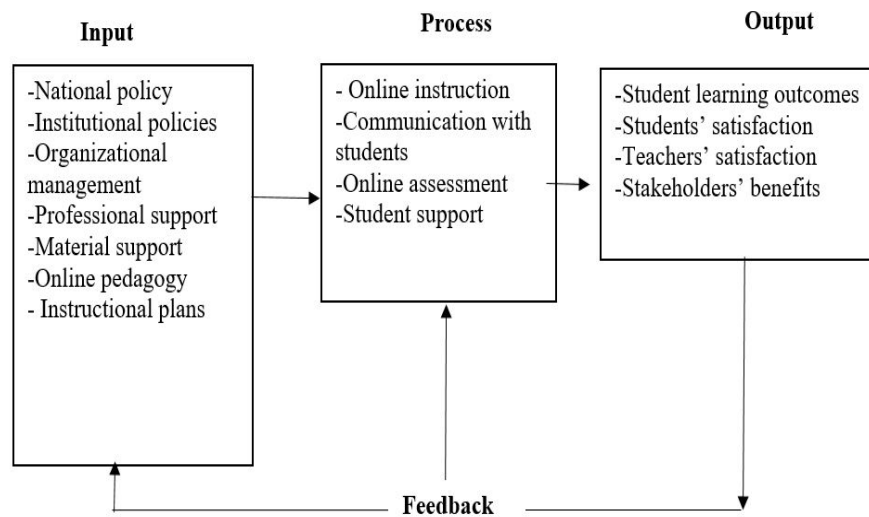 Input
-National policy
-Institutional policies
-Organizational
management
-Professional support
-Material support
-Online pedagogy
- Instructional plans
Process
- Online instruction
-Communication with
students
-Online assessment
-Student support
Output
-Student learning outcomes
-Students’ satisfaction
-Teachers’ satisfaction
-Stakeholders’ benefits
Feedback